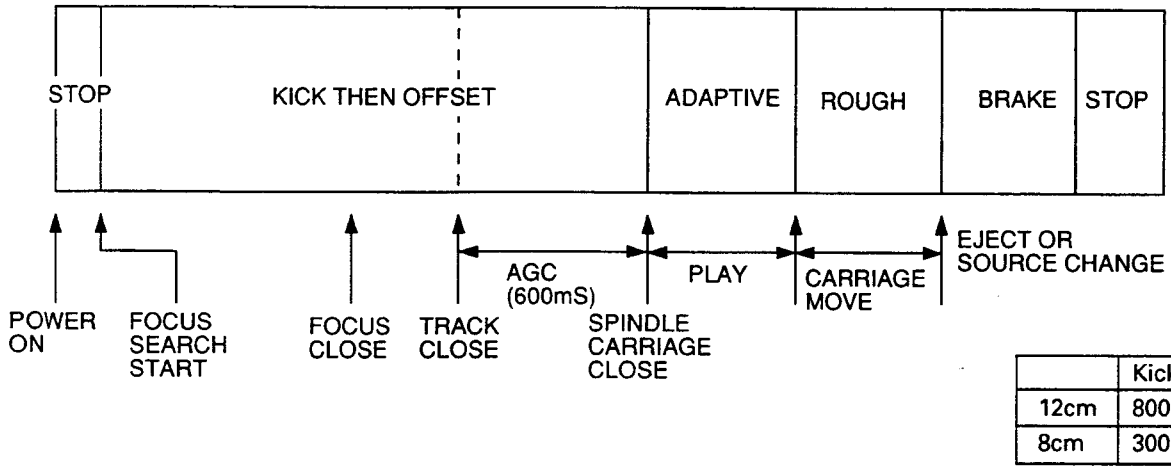 STOP
KICK THEN OFFSET
ADAPTIVE
ROUGH
BRAKE
STOP
AGC
(600mS)
PLAY
CARRIAGE
MOVE
EJECT OR
SOURCE CHANGE
POWER
ON
FOCUS
SEARCH
START
FOCUS
CLOSE
TRACK
CLOSE
SPINDLE
CARRIAGE
CLOSE
Kick
12cm 800
8cm 300